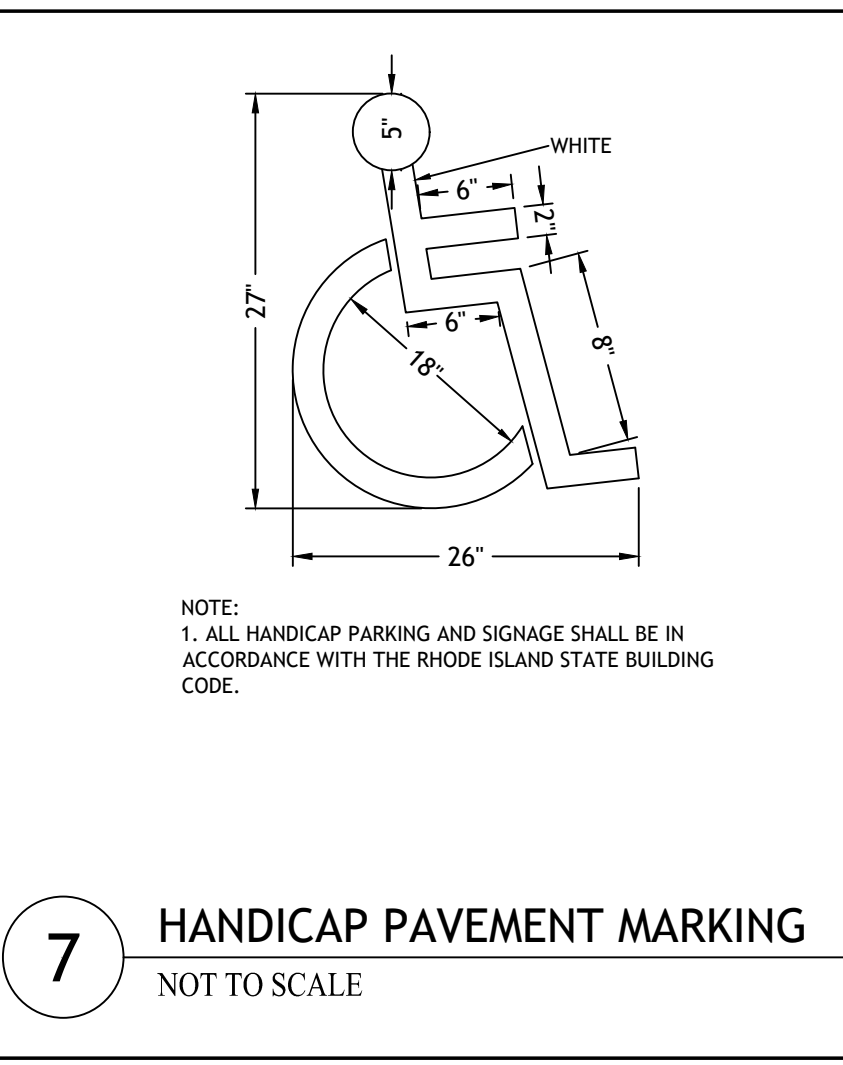 5"
WHITE
6"
2"
27"
6"
18"
8"
26"
NOTE:
1. ALL HANDICAP PARKING AND SIGNAGE SHALL BE IN
ACCORDANCE WITH THE RHODE ISLAND STATE BUILDING
CODE.
7
HANDICAP PAVEMENT MARKING
NOT TO SCALE